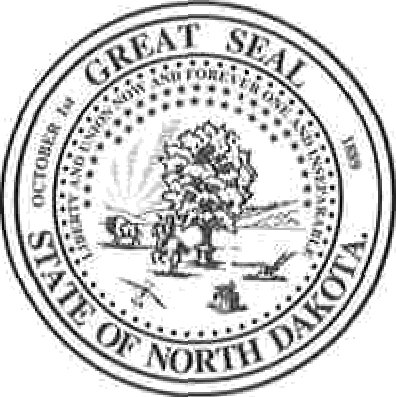 GREAT SEAL
OCTOBER 1st
1889
LIBERTY AND UNION NOW AND FOREVER ONE AND INSEPARABLE
STATE OF NORTH DAKOTA.